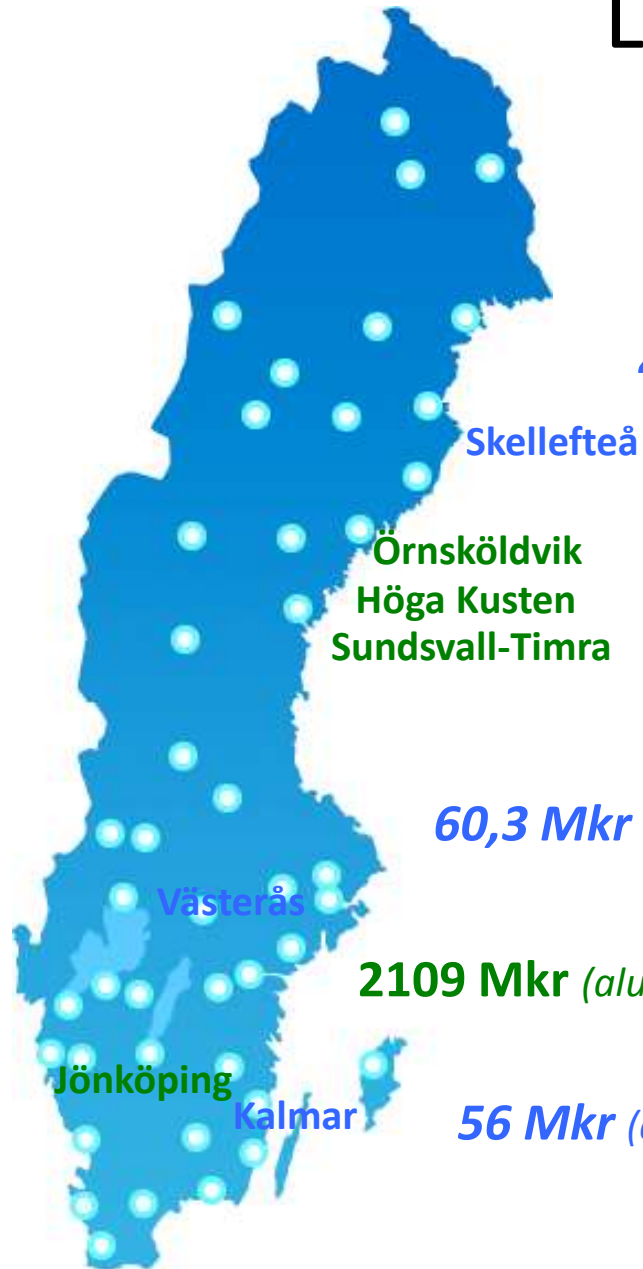 Skellefteå
Örnsköldvik
Höga Kusten
Sundsvall-Timra
60,3 Mkr
Västerås
2109 Mkr
Jönköping
Kalmar
56 Mkr